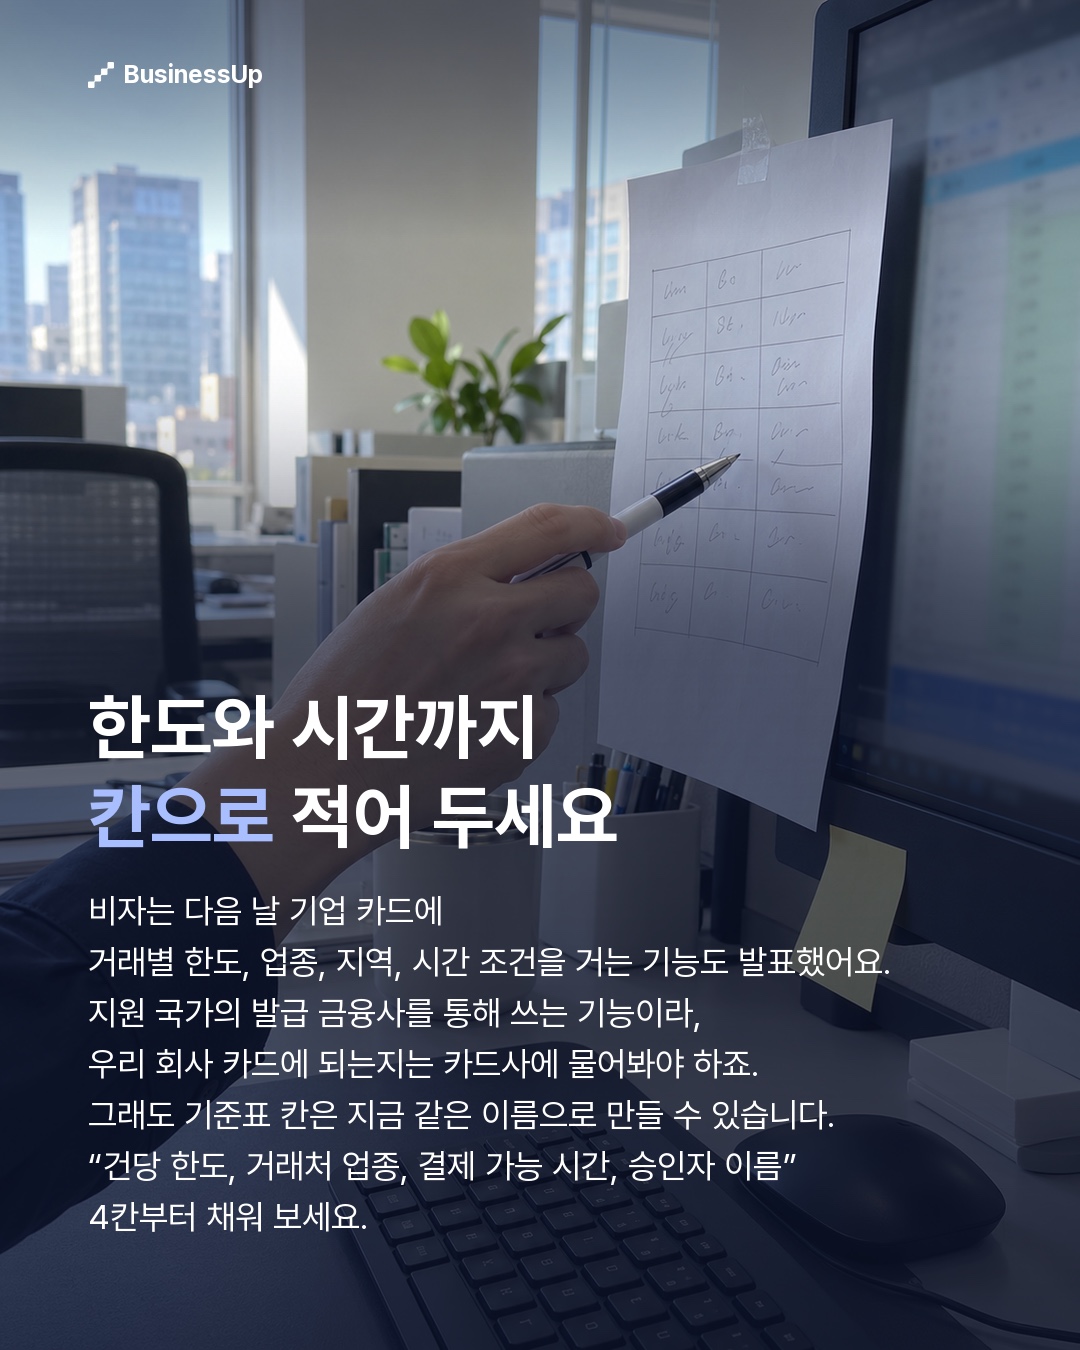 BusinessUp
한도와 시간까지
칸으로 적어 두세요
비자는 다음 날 기업 카드에
거래별 한도, 업종, 지역, 시간 조건을 거는 기능도 발표했어요.
지원 국가의 발급 금융사를 통해 쓰는 기능이라,
우리 회사 카드에 되는지는 카드사에 물어봐야 하죠.
그래도 기준표 칸은 지금 같은 이름으로 만들 수 있습니다.
“건당 한도, 거래처 업종, 결제 가능 시간, 승인자 이름”
4칸부터 채워 보세요.